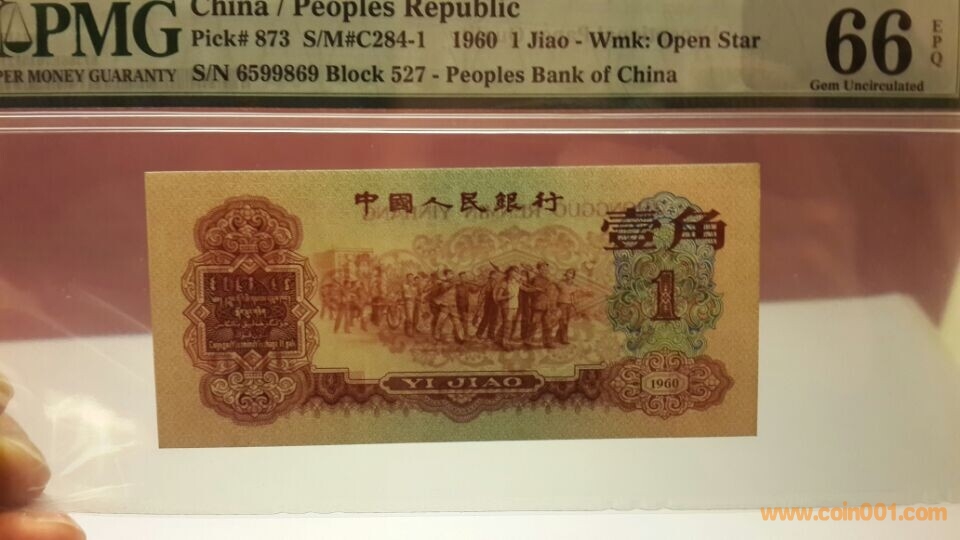 China / Peoples Republic
PMG
Pick# 873 S/M#C284-1 1960 1 Jiao - Wmk: Open Star
PER MONEY GUARANTY
S/N 6599869 Block 527 - Peoples Bank of China
66
EPQ
Gem Uncirculated
中國人民銀行
壹角
1
YI JIAO
1960
www.coin001.com